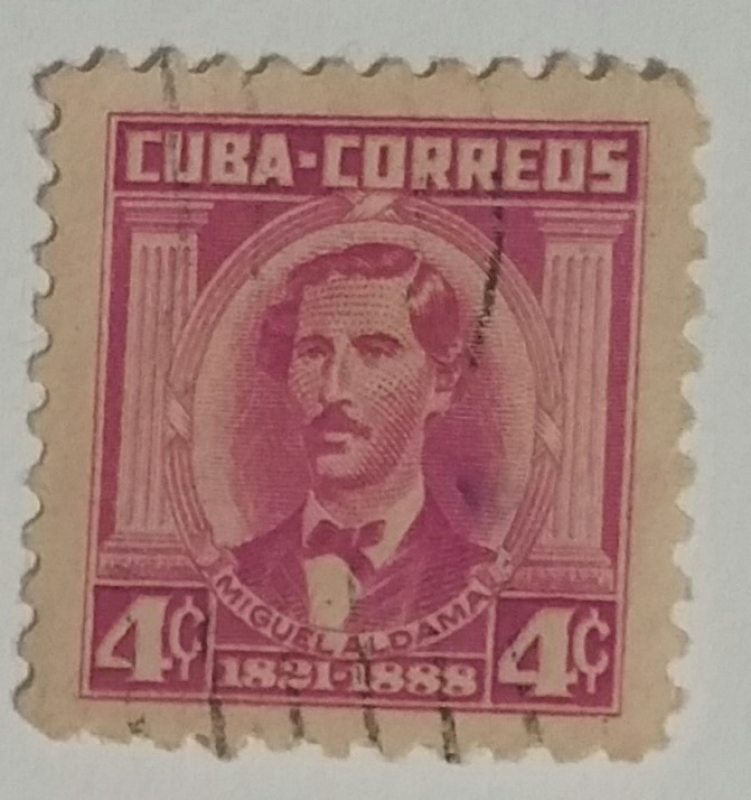 CUBA-CORREOS
MIGUEL ALDAMA
4¢ 1821-1888 4¢